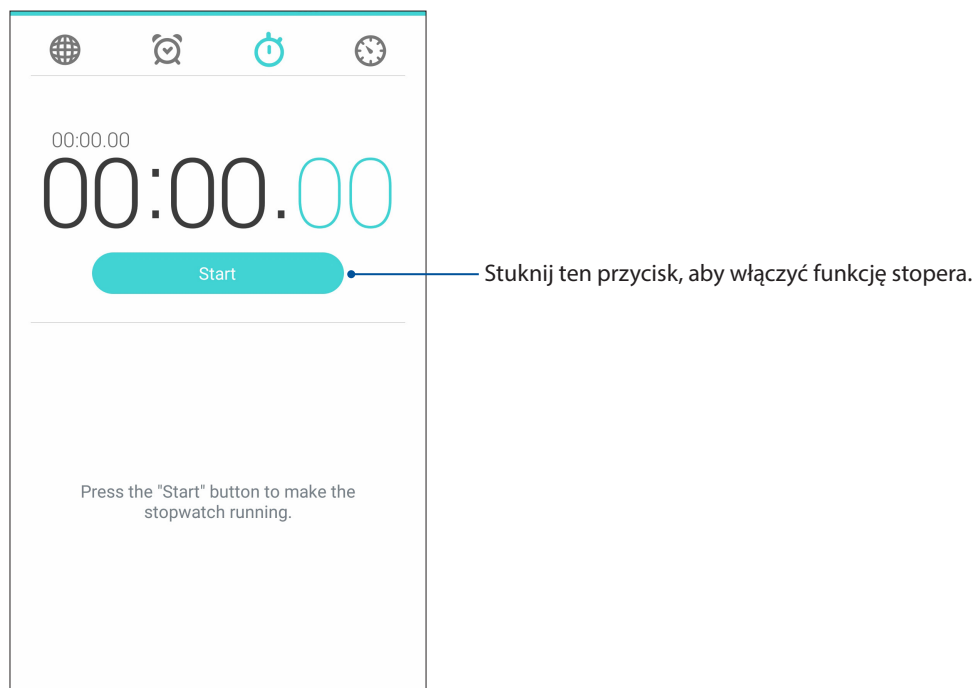 00:00.00
00:00.00
Start
Stuknij ten przycisk, aby włączyć funkcję stopera.
Press the "Start" button to make the
stopwatch running.